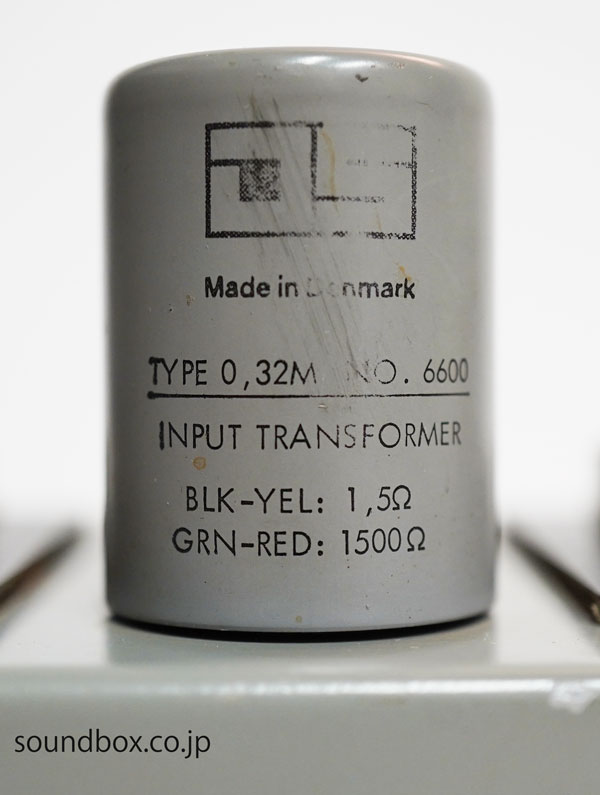 Made in Denmark
TYPE 0,32M NO. 6600
INPUT TRANSFORMER
BLK-YEL: 1,5Ω
GRN-RED: 1500Ω
soundbox.co.jp